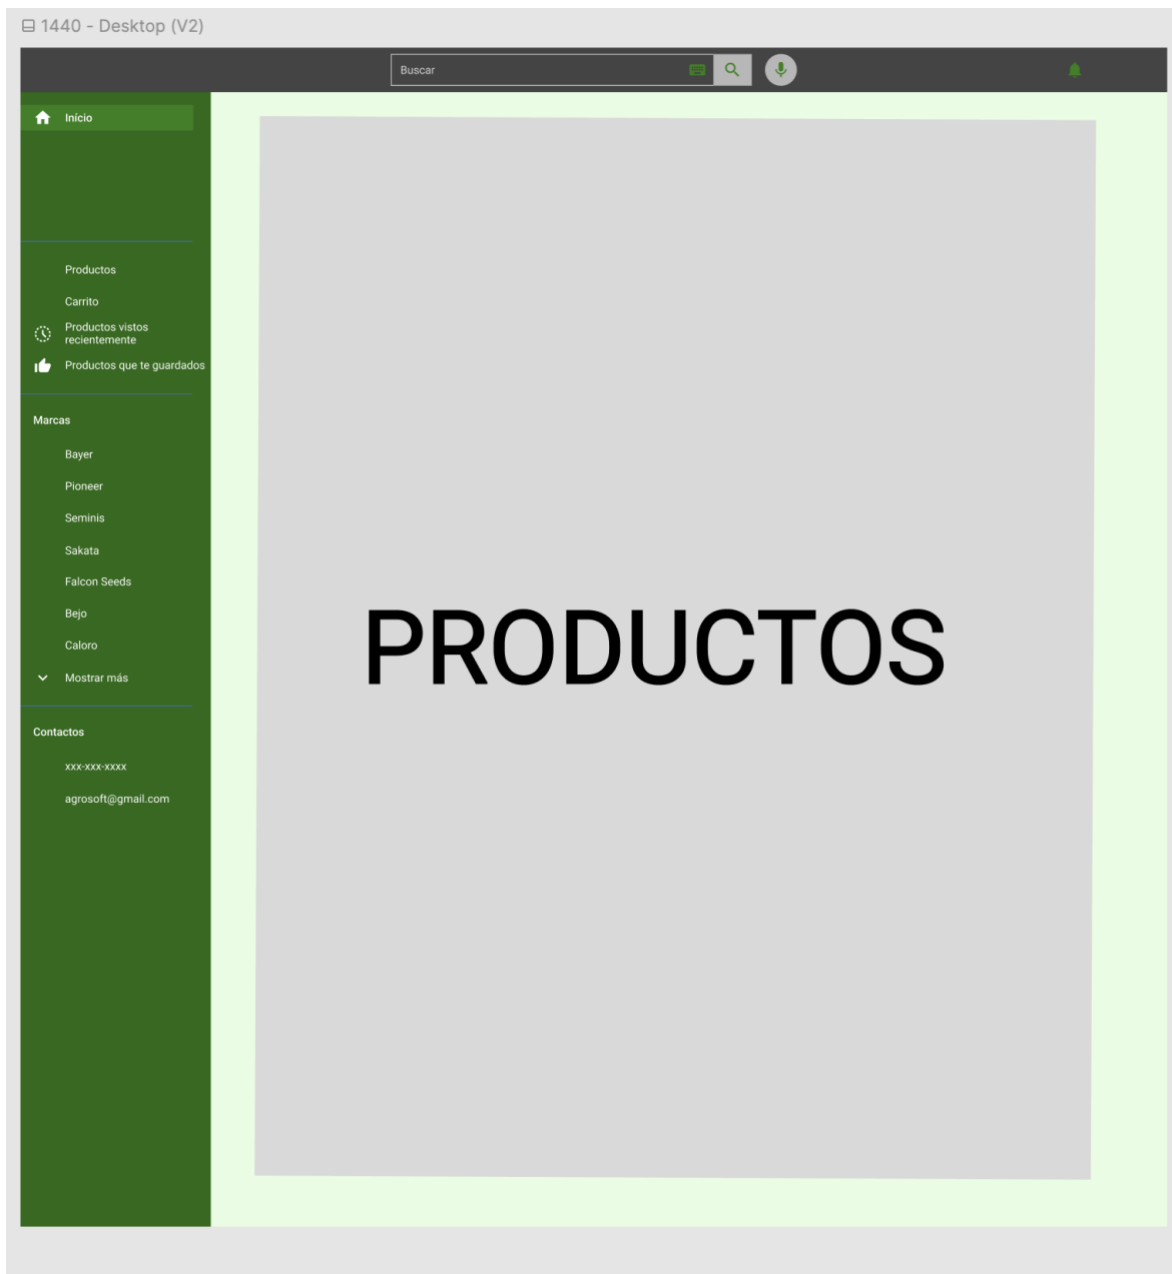 1440 - Desktop (V2)
Buscar
Início
Productos
Carrito
Productos vistos
recientemente
Productos que te guardados
Marcas
Bayer
Pioneer
Seminis
Sakata
Falcon Seeds
Bejo
Caloro
Mostrar más
Contactos
xxx-xxx-xxxx
agrosoft@gmail.com
PRODUCTOS